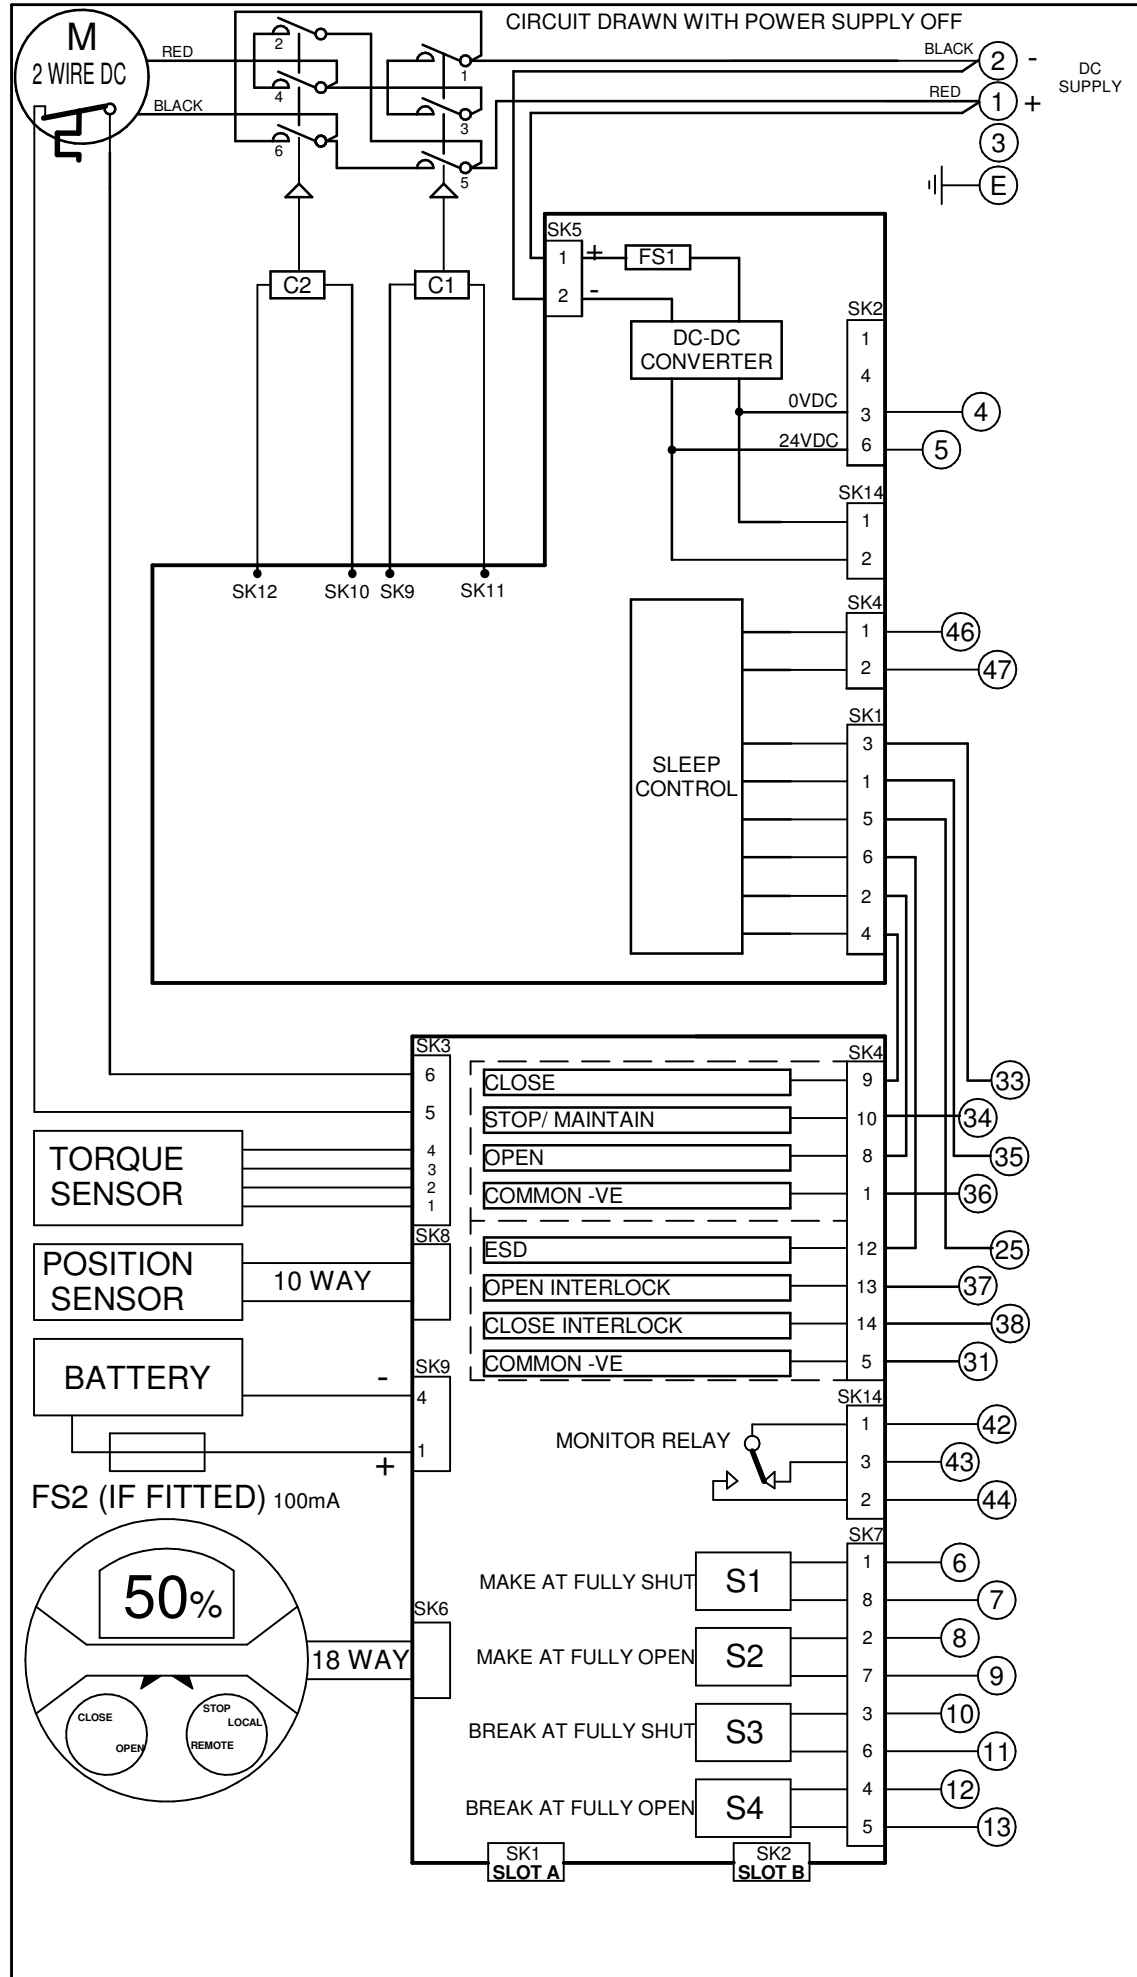 CIRCUIT DRAWN WITH POWER SUPPLY OFF
M
2 WIRE DC
RED
BLACK
2
4
6
1
3
5
BLACK
2 -
RED
1 +
DC
SUPPLY
3
E
SK5
1 +
2 -
FS1
C2
C1
DC-DC
CONVERTER
SK2
1
4
0VDC 3 4
24VDC 6 5
SK14
1
2
SK12
SK10
SK9
SK11
SLEEP
CONTROL
SK4
1 46
2 47
SK1
3
1
5
6
2
4
SK3
6
5
4
3
2
1
TORQUE
SENSOR
SK8
POSITION
SENSOR
10 WAY
BATTERY
-
+
SK9
4
1
FS2 (IF FITTED) 100mA
50%
CLOSE
OPEN
STOP
LOCAL
REMOTE
18 WAY
SK6
SK4
CLOSE 9 33
STOP/ MAINTAIN 10 34
OPEN 8 35
COMMON -VE 1 36
ESD 12 25
OPEN INTERLOCK 13 37
CLOSE INTERLOCK 14 38
COMMON -VE 5 31
SK14
MONITOR RELAY
1 42
3 43
2 44
SK7
MAKE AT FULLY SHUT S1
1 6
8 7
MAKE AT FULLY OPEN S2
2 8
7 9
BREAK AT FULLY SHUT S3
3 10
6 11
BREAK AT FULLY OPEN S4
4 12
5 13
SK1
SLOT A
SK2
SLOT B